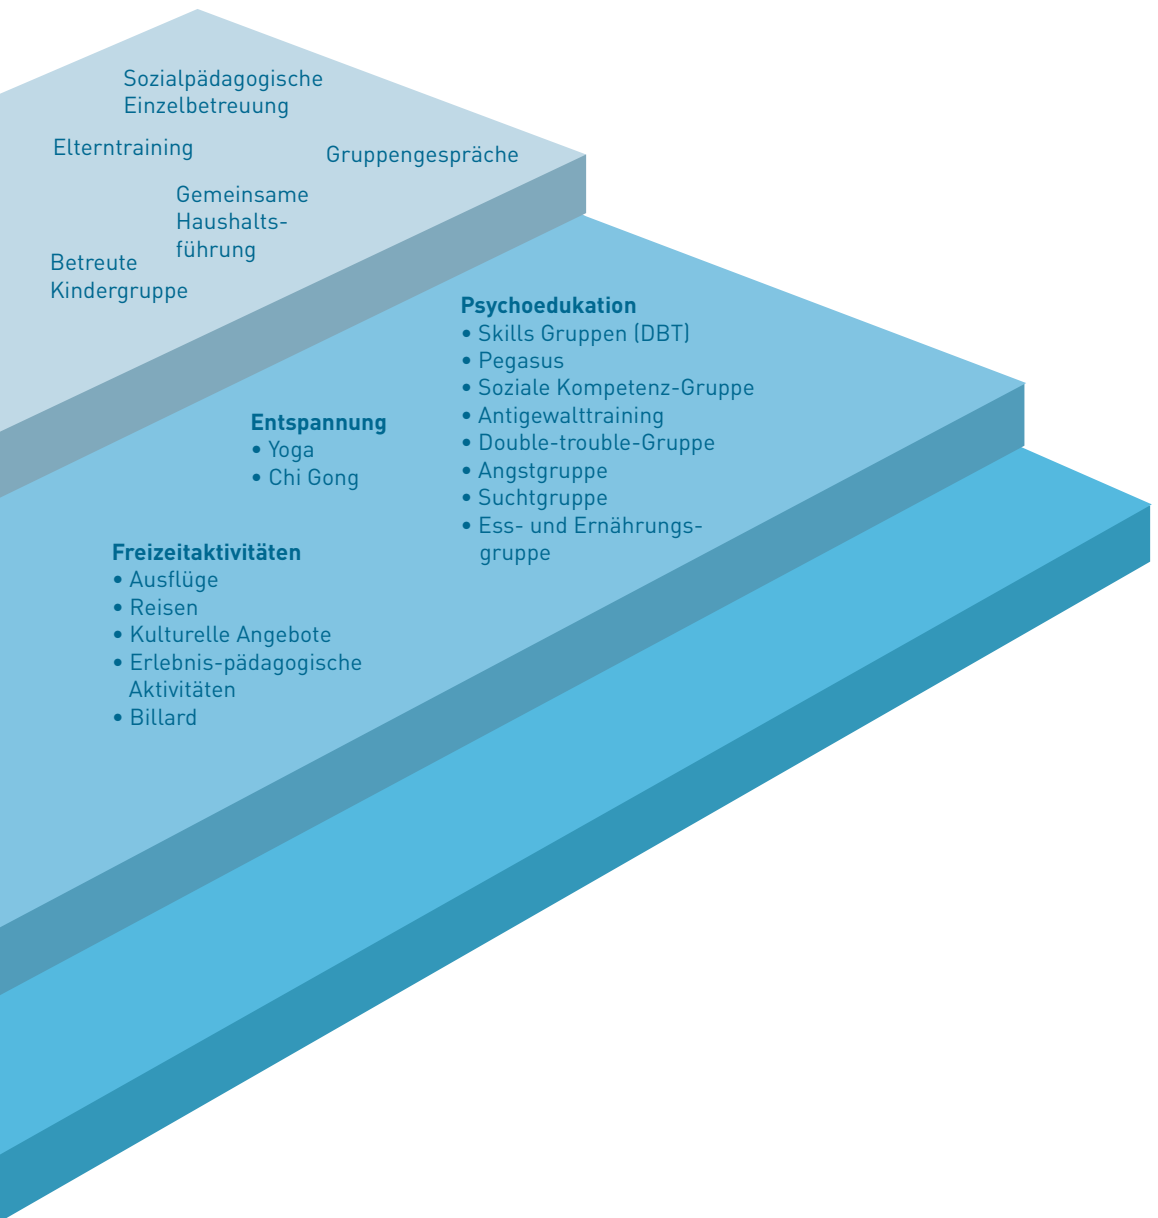 Sozialpädagogische
Einzelbetreuung
Elterntraining
Gruppengespräche
Gemeinsame
Haushalts-
führung
Betreute
Kindergruppe
Psychoedukation
• Skills Gruppen (DBT)
• Pegasus
• Soziale Kompetenz-Gruppe
• Antigewalttraining
• Double-trouble-Gruppe
• Angstgruppe
• Suchtgruppe
• Ess- und Ernährungs-
gruppe
Entspannung
• Yoga
• Chi Gong
Freizeitaktivitäten
• Ausflüge
• Reisen
• Kulturelle Angebote
• Erlebnis-pädagogische
Aktivitäten
• Billard